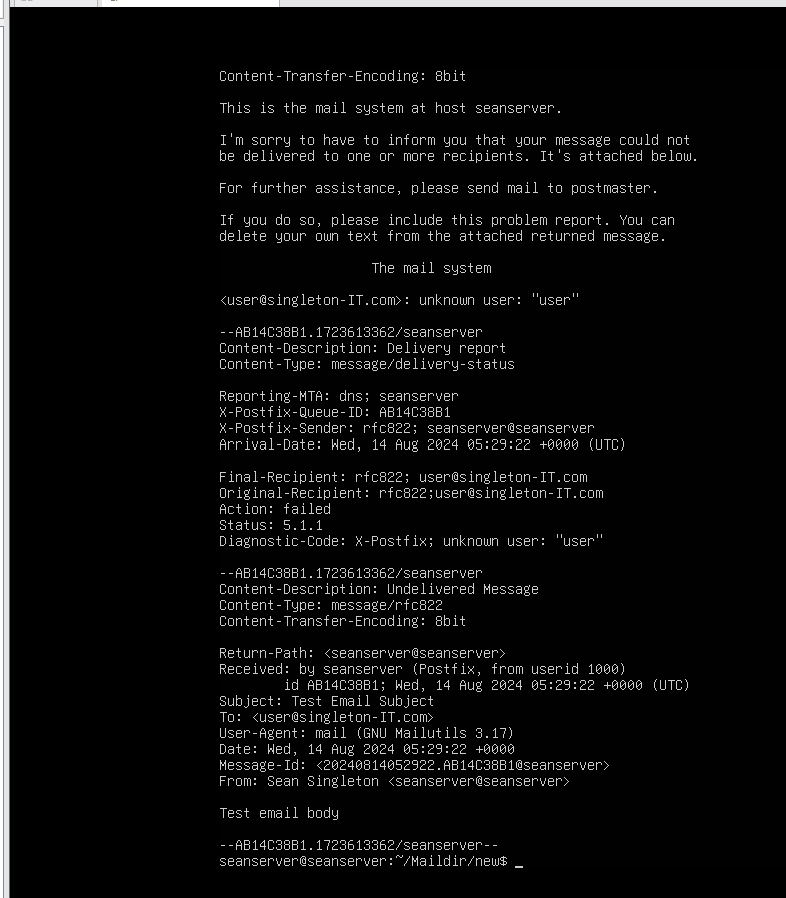 Content-Transfer-Encoding: 8bit
This is the mail system at host seanserver.
I'm sorry to have to inform you that your message could not
be delivered to one or more recipients. It's attached below.
For further assistance, please send mail to postmaster.
If you do so, please include this problem report. You can
delete your own text from the attached returned message.
The mail system
<user@singleton-IT.com>: unknown user: "user"
--AB14C38B1.1723613362/seanserver
Content-Description: Delivery report
Content-Type: message/delivery-status
Reporting-MTA: dns; seanserver
X-Postfix-Queue-ID: AB14C38B1
X-Postfix-Sender: rfc822; seanserver@seanserver
Arrival-Date: Wed, 14 Aug 2024 05:29:22 +0000 (UTC)
Final-Recipient: rfc822; user@singleton-IT.com
Original-Recipient: rfc822;user@singleton-IT.com
Action: failed
Status: 5.1.1
Diagnostic-Code: X-Postfix; unknown user: "user"
--AB14C38B1.1723613362/seanserver
Content-Description: Undelivered Message
Content-Type: message/rfc822
Content-Transfer-Encoding: 8bit
Return-Path: <seanserver@seanserver>
Received: by seanserver (Postfix, from userid 1000)
id AB14C38B1; Wed, 14 Aug 2024 05:29:22 +0000 (UTC)
Subject: Test Email Subject
To: <user@singleton-IT.com>
User-Agent: mail (GNU Mailutils 3.17)
Date: Wed, 14 Aug 2024 05:29:22 +0000
Message-Id: <20240814052922.AB14C38B1@seanserver>
From: Sean Singleton <seanserver@seanserver>
Test email body
--AB14C38B1.1723613362/seanserver--
seanserver@seanserver:~/Maildir/new$ _